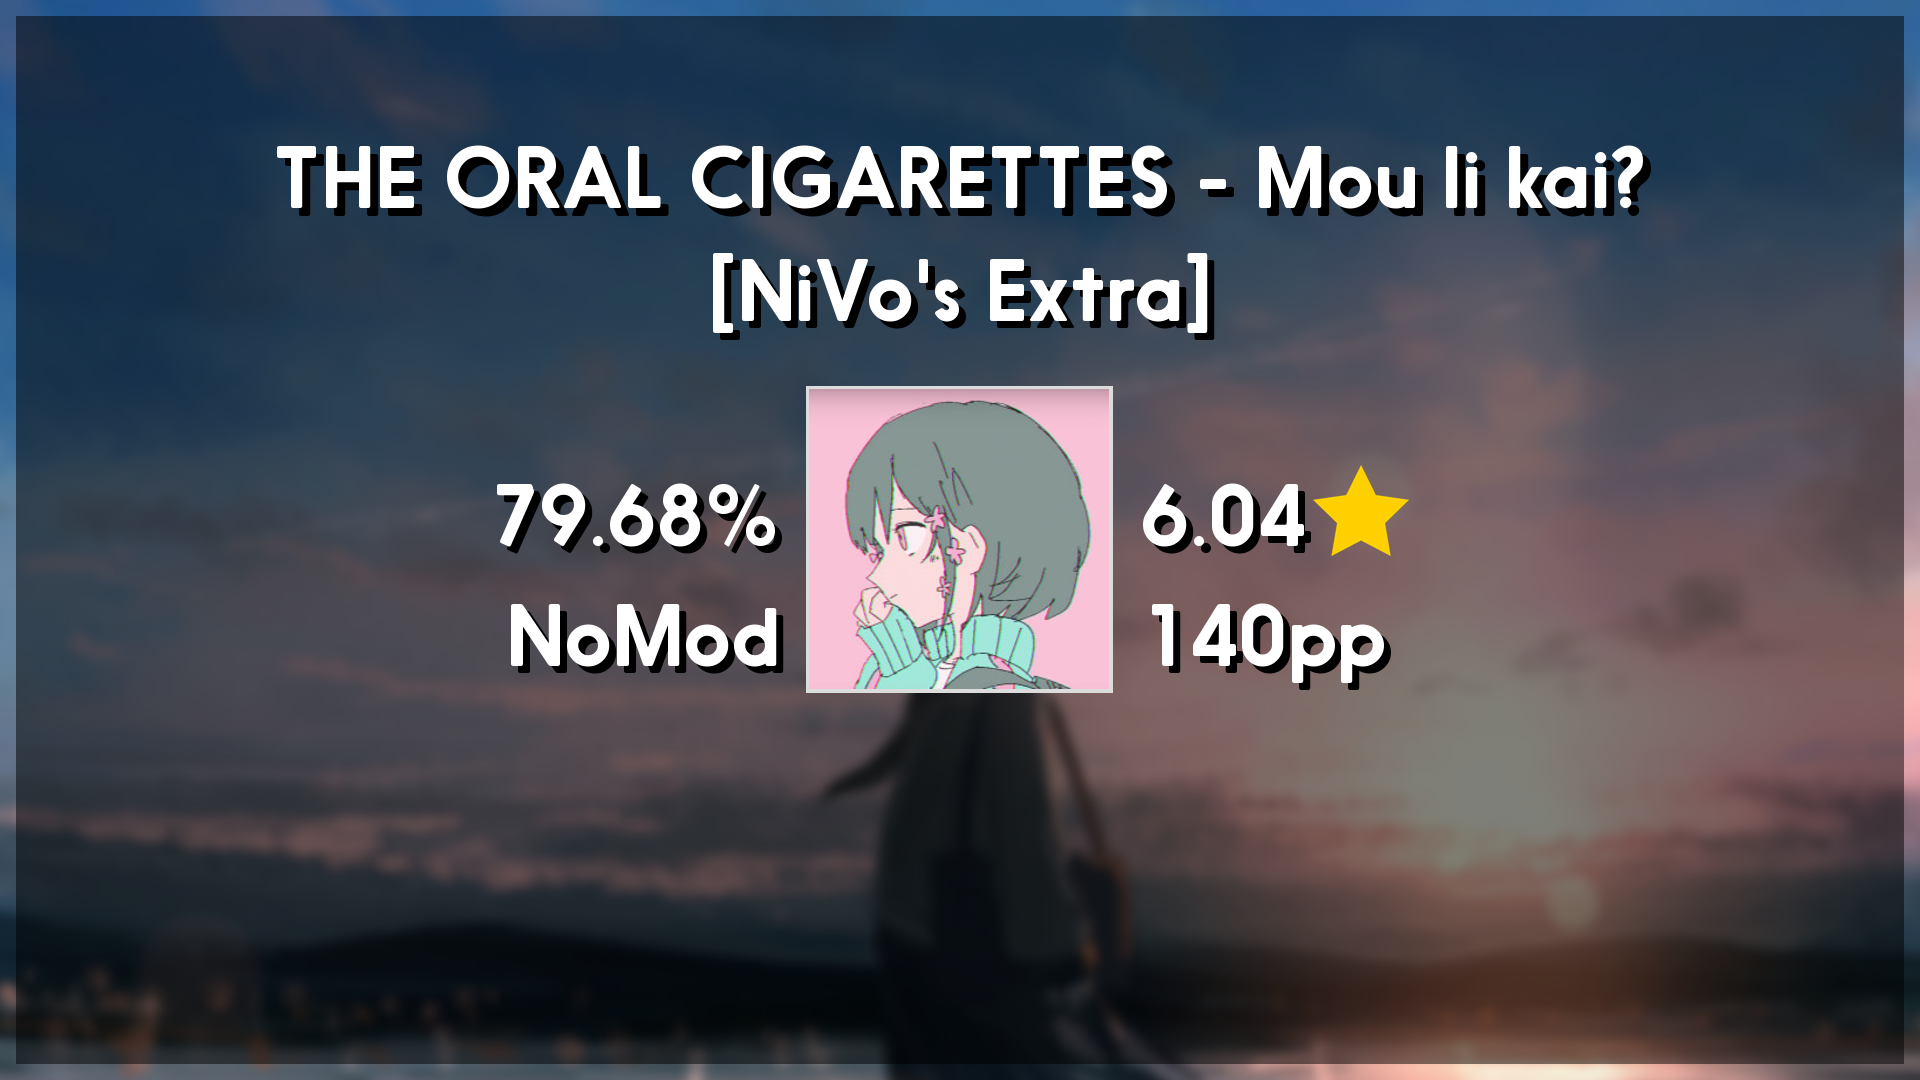 THE ORAL CIGARETTES - Mou Ii kai?
[NiVo's Extra]
79.68%
6.04
NoMod
140pp